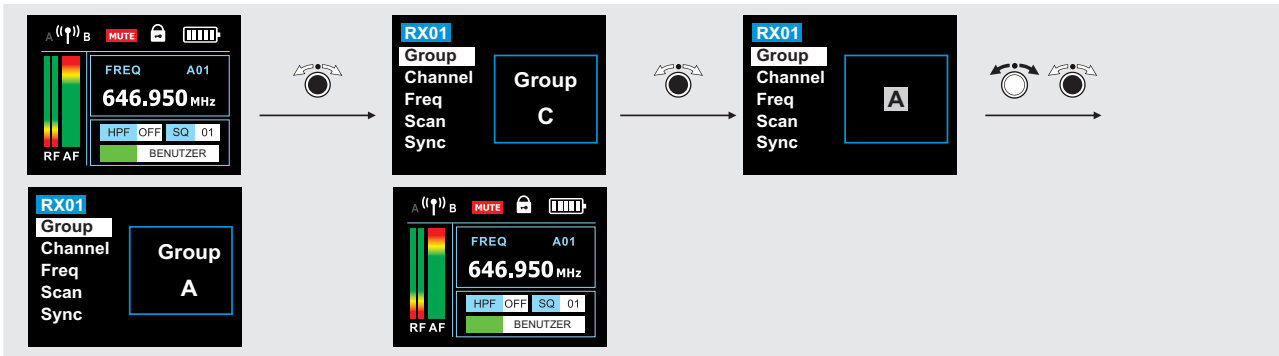 A B MUTE
FREQ A01
646.950 MHz
HPF OFF SQ 01
RF AF BENUTZER
RX01
Group
Channel
Freq
Scan
Sync
Group
C
RX01
Group
Channel
Freq
Scan
Sync
A
RX01
Group
Channel
Freq
Scan
Sync
Group
A
A B MUTE
FREQ A01
646.950 MHz
HPF OFF SQ 01
RF AF BENUTZER